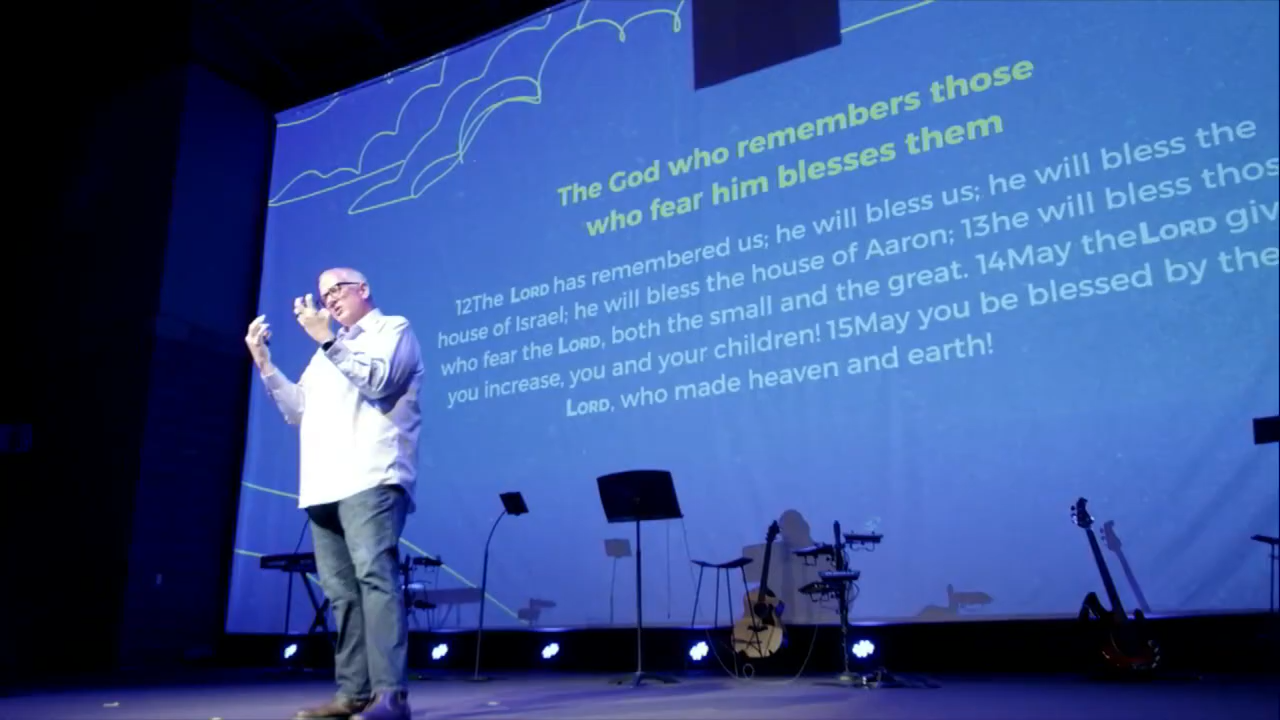 The God who remembers those
who fear him blesses them
12The LORD has remembered us; he will bless us; he will bless the
house of Israel; he will bless the house of Aaron; 13he will bless thos
who fear the LORD, both the small and the great. 14May theLORD giv
you increase, you and your children! 15May you be blessed by the
LORD, who made heaven and earth!